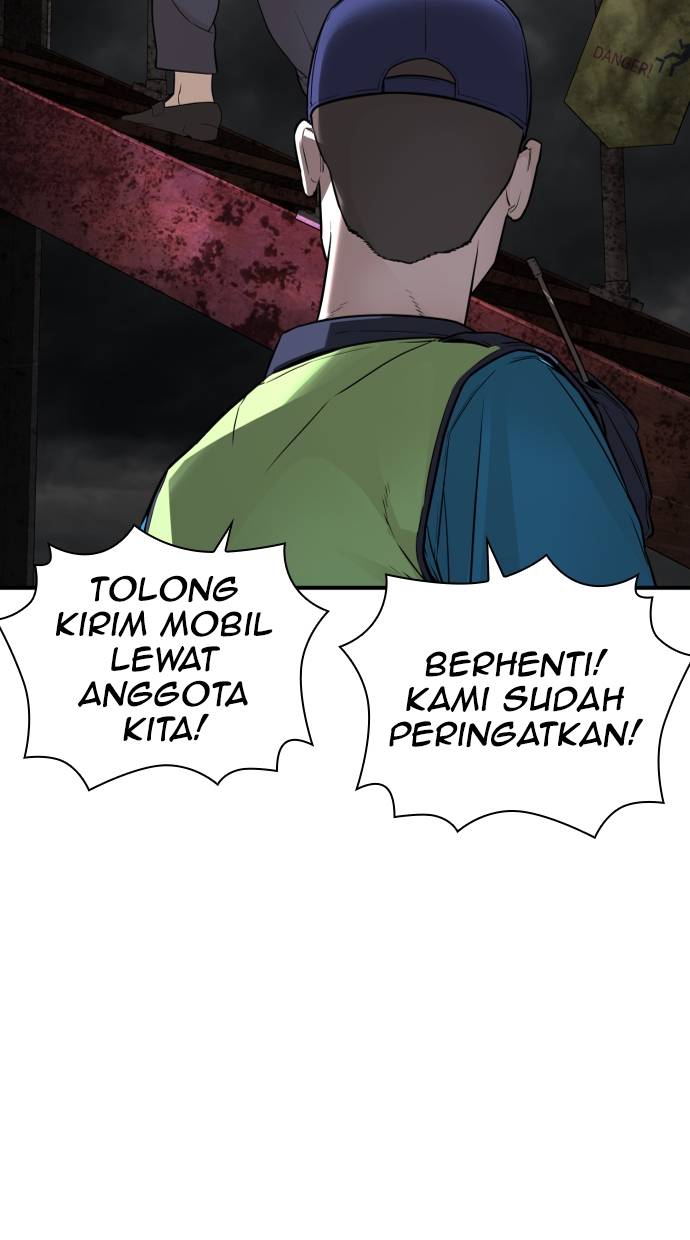 DANGER!
TOLONG
KIRIM MOBIL
LEWAT
ANGGOTA
KITA!
BERHENTI!
KAMI SUDAH
PERINGATKAN!